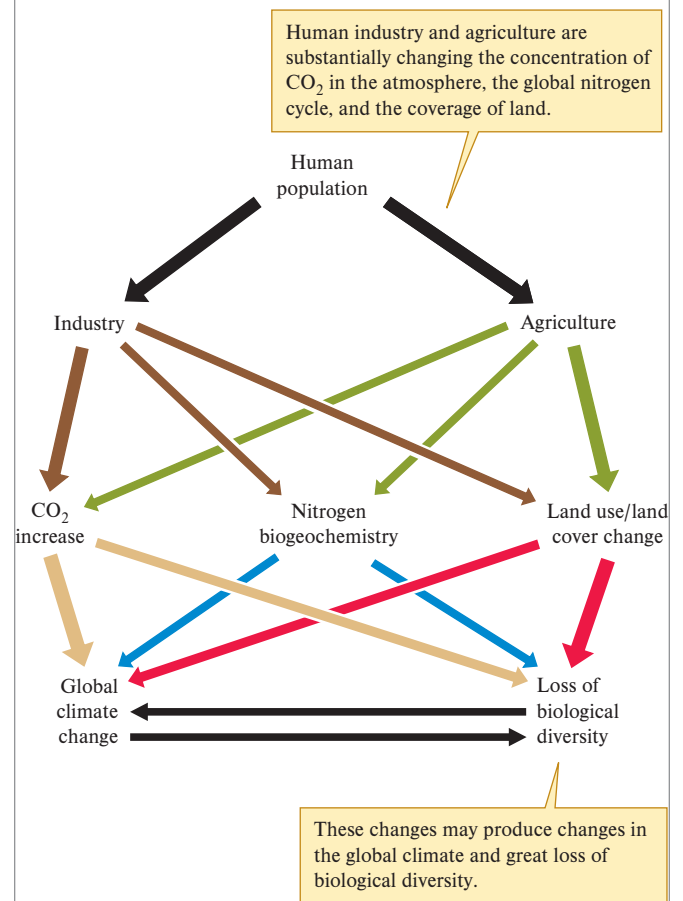 Human industry and agriculture are
substantially changing the concentration of
CO₂ in the atmosphere, the global nitrogen
cycle, and the coverage of land.
Human
population
Industry
Agriculture
CO₂
increase
Nitrogen
biogeochemistry
Land use/land
cover change
Global
climate
change
Loss of
biological
diversity
These changes may produce changes in
the global climate and great loss of
biological diversity.